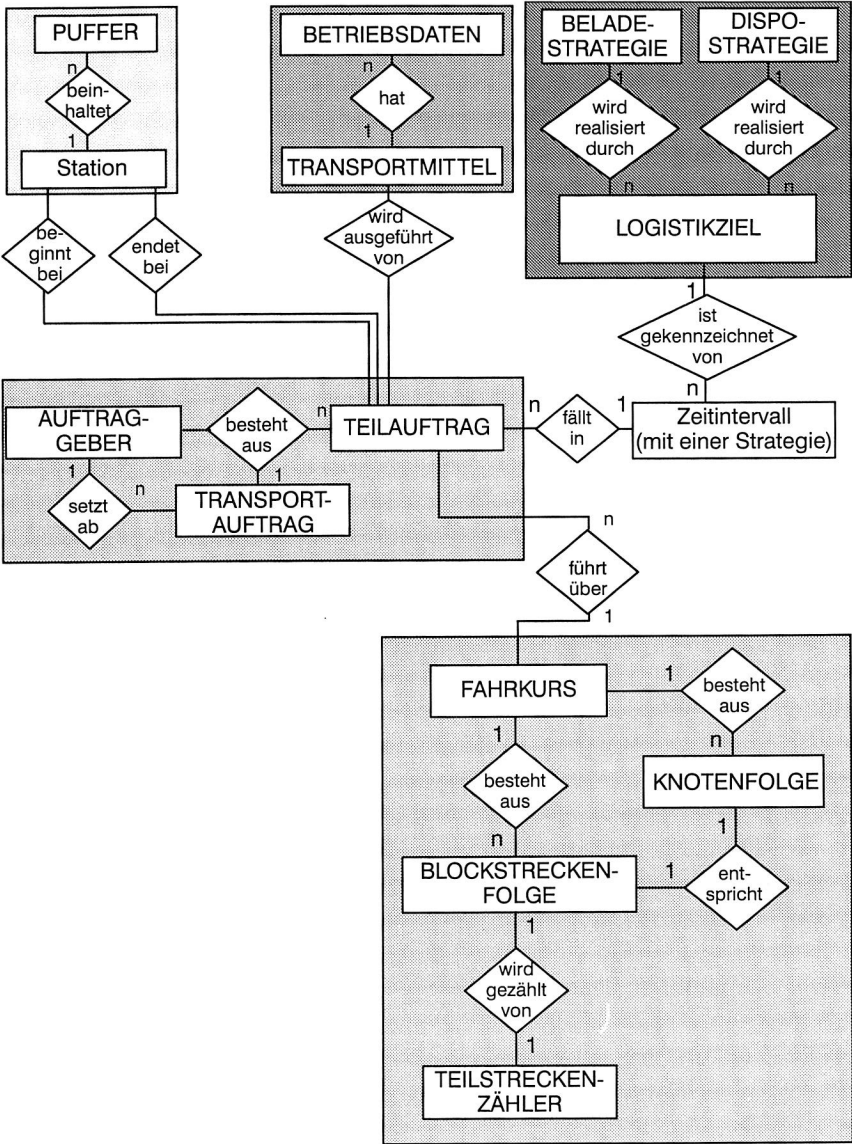 PUFFER
n
bein-
haltet
1
Station
be-
ginnt
bei
endet
bei
BETRIEBSDATEN
n
hat
1
TRANSPORTMITTEL
wird
ausgeführt
von
BELADE-
STRATEGIE
1
wird
realisiert
durch
n
DISPO-
STRATEGIE
1
wird
realisiert
durch
n
LOGISTIKZIEL
1
ist
gekennzeichnet
von
n
Zeitintervall
(mit einer Strategie)
AUFTRAG-
GEBER
1
setzt
ab
n
TRANSPORT-
AUFTRAG
1
besteht
aus
n
TEILAUFTRAG
n
fällt
in
1
n
führt
über
1
FAHRKURS
1
besteht
aus
n
KNOTENFOLGE
1
ent-
spricht
1
1
besteht
aus
n
BLOCKSTRECKEN-
FOLGE
1
wird
gezählt
von
1
TEILSTRECKEN-
ZÄHLER